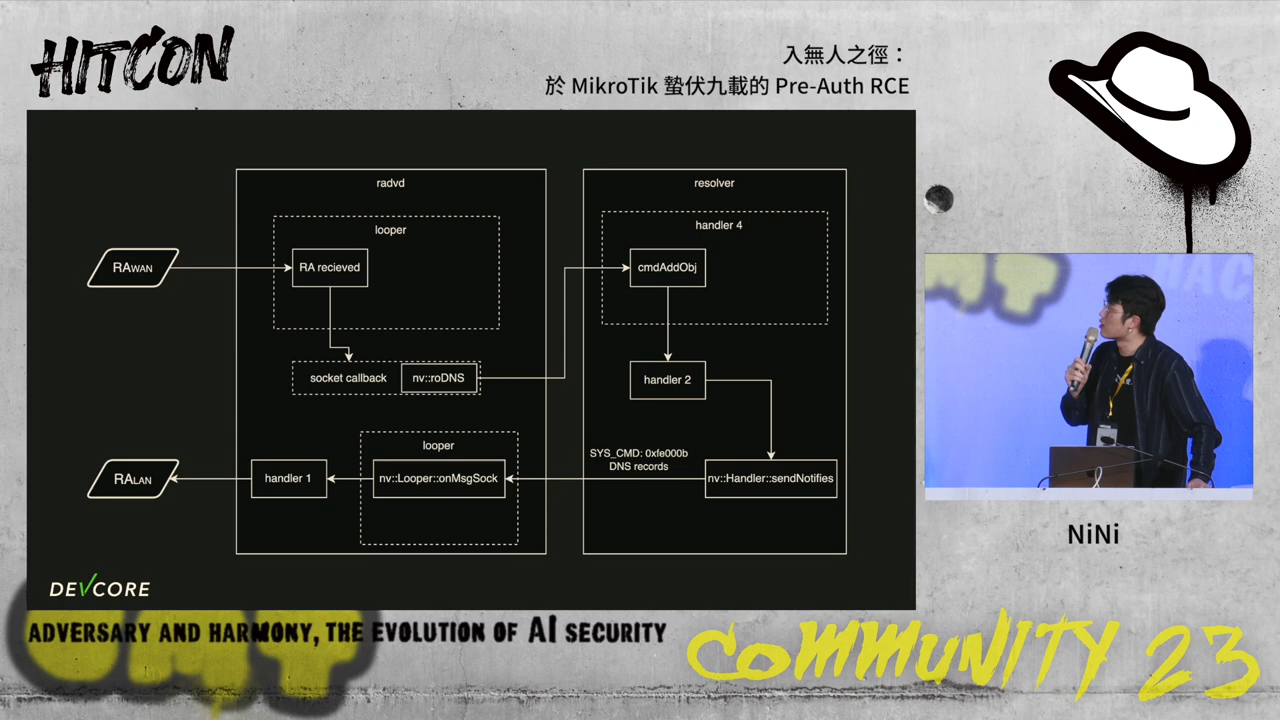 HITCON
入無人之徑：
於 MikroTik 蟄伏九載的 Pre-Auth RCE
radvd
resolver
looper
handler 4
RAWAN
RA recieved
cmdAddObj
socket callback
nv::roDNS
handler 2
looper
SYS_CMD: 0xfe000b
DNS records
RALAN
handler 1
nv::Looper::onMsgSock
nv::Handler::sendNotifies
DEVCORE
HAC
NiNi
ADVERSARY AND HARMONY, THE EVOLUTION OF AI SECURITY
COMMUNITY 23